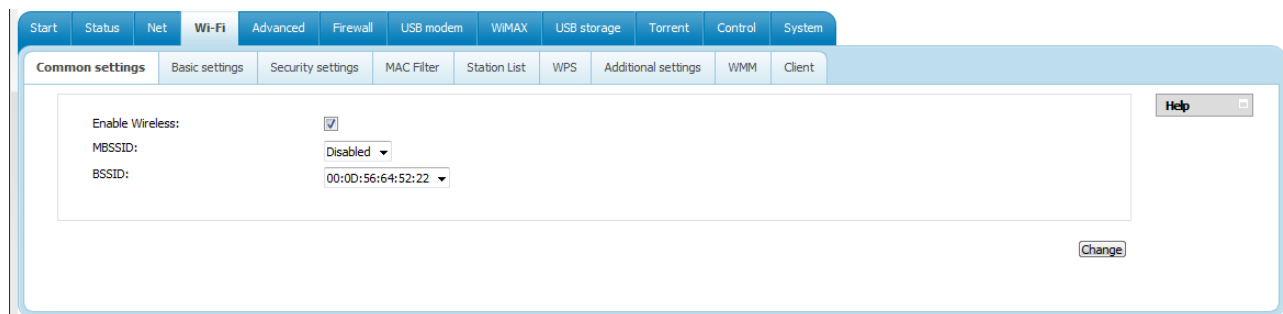 Start Status Net Wi-Fi Advanced Firewall USB modem WiMAX USB storage Torrent Control System
Common settings Basic settings Security settings MAC Filter Station List WPS Additional settings WMM Client
Help
Enable Wireless:
MBSSID: Disabled
BSSID: 00:0D:56:64:52:22
Change